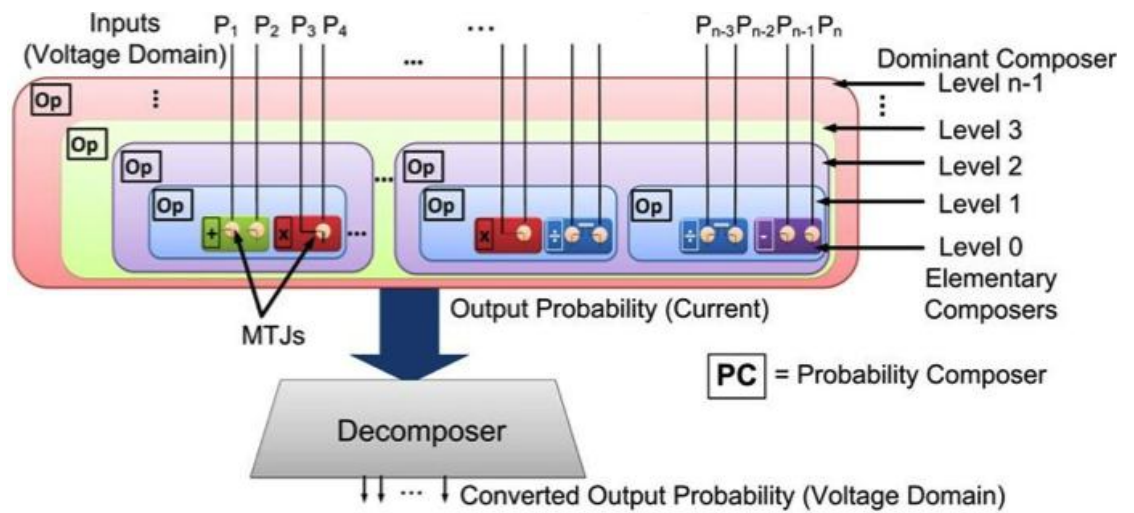 Inputs
(Voltage Domain)
P1 P2 P3 P4
...
Pn-3 Pn-2 Pn-1 Pn
...
Dominant Composer
Level n-1
Op
Level 3
Op
Level 2
Op
... Op
Level 1
Op
Op
Op
Level 0
+
x
...
x
÷
÷
-
Elementary
Composers
MTJs
Output Probability (Current)
PC = Probability Composer
Decomposer
... Converted Output Probability (Voltage Domain)